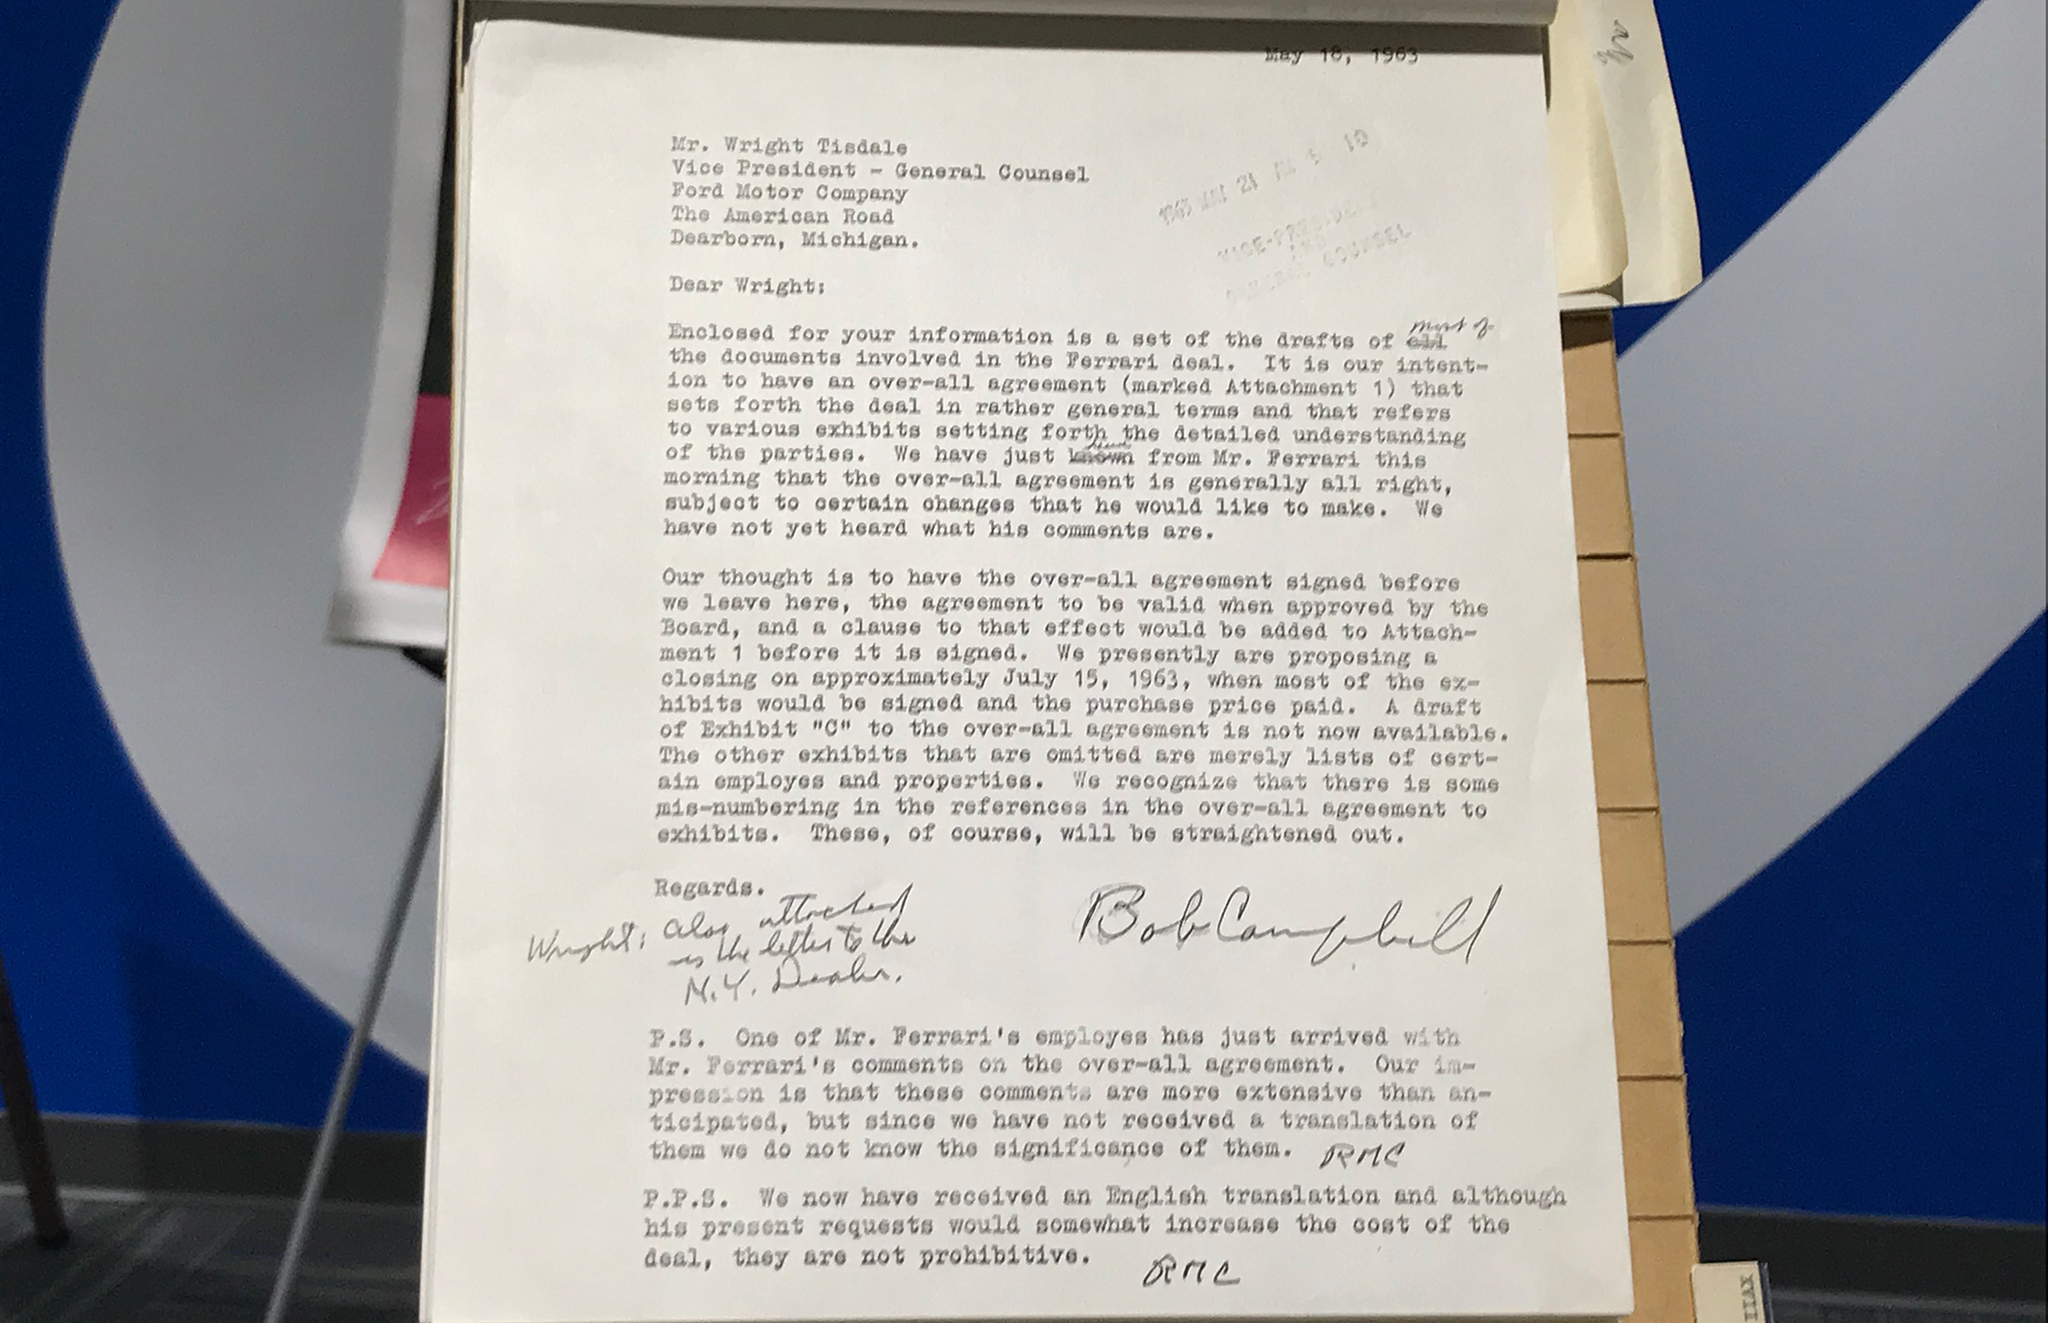 May 18, 1963
Mr. Wright Tisdale
Vice President - General Counsel
Ford Motor Company
The American Road
Dearborn, Michigan.
1963 MAY 21 5 10
VICE-PRESIDENT
AND
GENERAL COUNSEL
Dear Wright:
most of
Enclosed for your information is a set of the drafts of all
the documents involved in the Ferrari deal. It is our intent-
ion to have an over-all agreement (marked Attachment 1) that
sets forth the deal in rather general terms and that refers
to various exhibits setting forth the detailed understanding
of the parties. We have just known from Mr. Ferrari this
morning that the over-all agreement is generally all right,
subject to certain changes that he would like to make. We
have not yet heard what his comments are.
Our thought is to have the over-all agreement signed before
we leave here, the agreement to be valid when approved by the
Board, and a clause to that effect would be added to Attach-
ment 1 before it is signed. We presently are proposing a
closing on approximately July 15, 1963, when most of the ex-
hibits would be signed and the purchase price paid. A draft
of Exhibit "C" to the over-all agreement is not now available.
The other exhibits that are omitted are merely lists of cert-
ain employes and properties. We recognize that there is some
mis-numbering in the references in the over-all agreement to
exhibits. These, of course, will be straightened out.
Regards.
Bob Campbell
Wright: Also attached
is the letter to the
N.Y. Dealer.
P.S. One of Mr. Ferrari's employes has just arrived with
Mr. Ferrari's comments on the over-all agreement. Our im-
pression is that these comments are more extensive than an-
ticipated, but since we have not received a translation of
them we do not know the significance of them. RMC
P.P.S. We now have received an English translation and although
his present requests would somewhat increase the cost of the
deal, they are not prohibitive. RMC